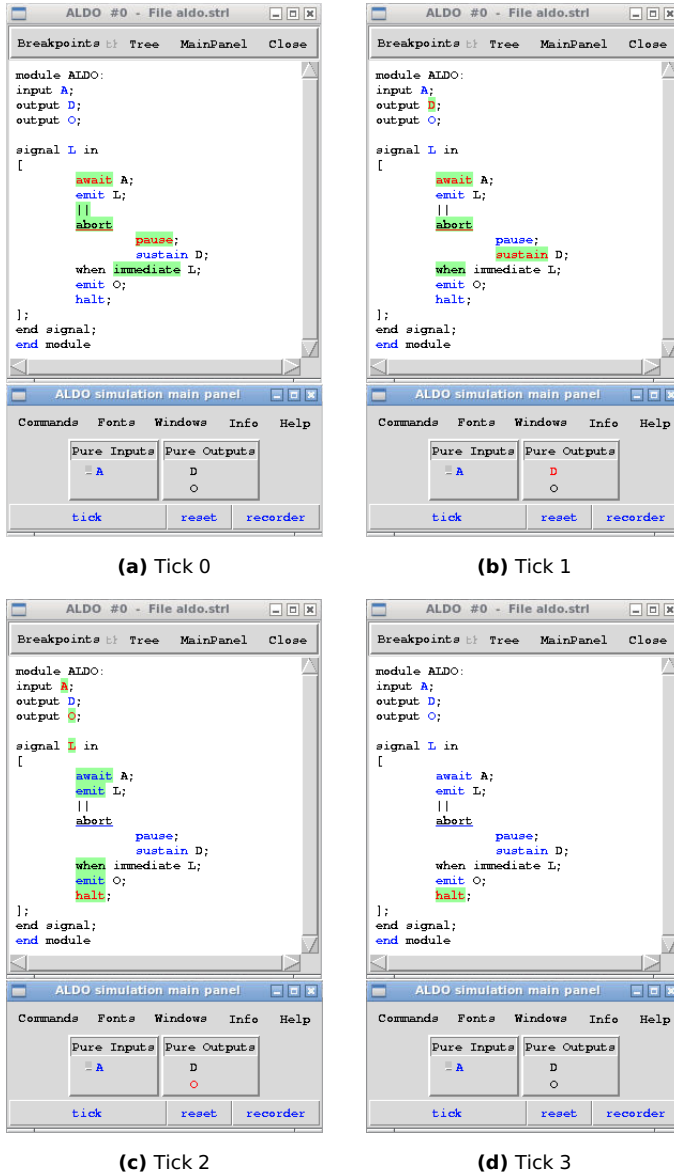 ALDO #0 - File aldo.strl
Breakpoints Tree MainPanel Close
module ALDO:
input A;
output D;
output O;
signal L in
[
await A;
emit L;
||
abort
pause;
sustain D;
when immediate L;
emit O;
halt;
];
end signal;
end module
ALDO simulation main panel
Commands Fonts Windows Info Help
Pure Inputs Pure Outputs
A D
O
tick reset recorder
(a) Tick 0
ALDO #0 - File aldo.strl
Breakpoints Tree MainPanel Close
module ALDO:
input A;
output D;
output O;
signal L in
[
await A;
emit L;
||
abort
pause;
sustain D;
when immediate L;
emit O;
halt;
];
end signal;
end module
ALDO simulation main panel
Commands Fonts Windows Info Help
Pure Inputs Pure Outputs
A D
O
tick reset recorder
(b) Tick 1
ALDO #0 - File aldo.strl
Breakpoints Tree MainPanel Close
module ALDO:
input A;
output D;
output O;
signal L in
[
await A;
emit L;
||
abort
pause;
sustain D;
when immediate L;
emit O;
halt;
];
end signal;
end module
ALDO simulation main panel
Commands Fonts Windows Info Help
Pure Inputs Pure Outputs
A D
O
tick reset recorder
(c) Tick 2
ALDO #0 - File aldo.strl
Breakpoints Tree MainPanel Close
module ALDO:
input A;
output D;
output O;
signal L in
[
await A;
emit L;
||
abort
pause;
sustain D;
when immediate L;
emit O;
halt;
];
end signal;
end module
ALDO simulation main panel
Commands Fonts Windows Info Help
Pure Inputs Pure Outputs
A D
O
tick reset recorder
(d) Tick 3